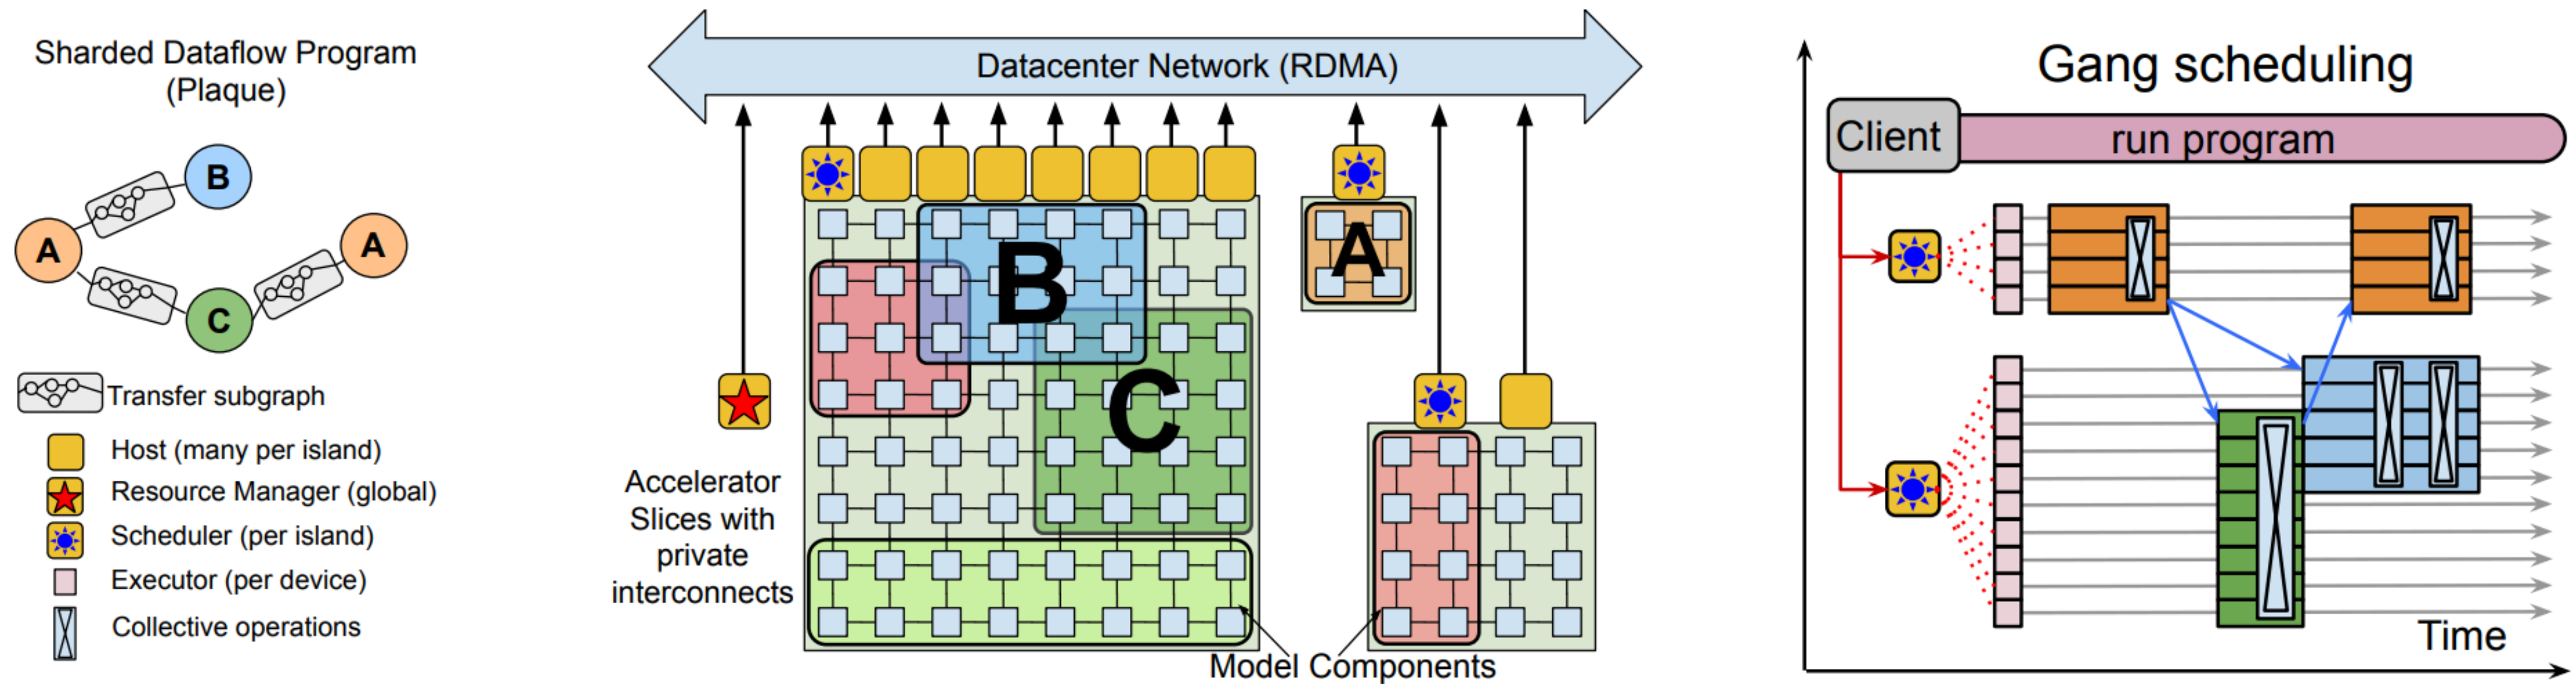 Sharded Dataflow Program
(Plaque)
B
A
A
C
Transfer subgraph
Host (many per island)
Resource Manager (global)
Scheduler (per island)
Executor (per device)
Collective operations
Datacenter Network (RDMA)
B
A
C
Accelerator
Slices with
private
interconnects
Model Components
Gang scheduling
Client
run program
Time